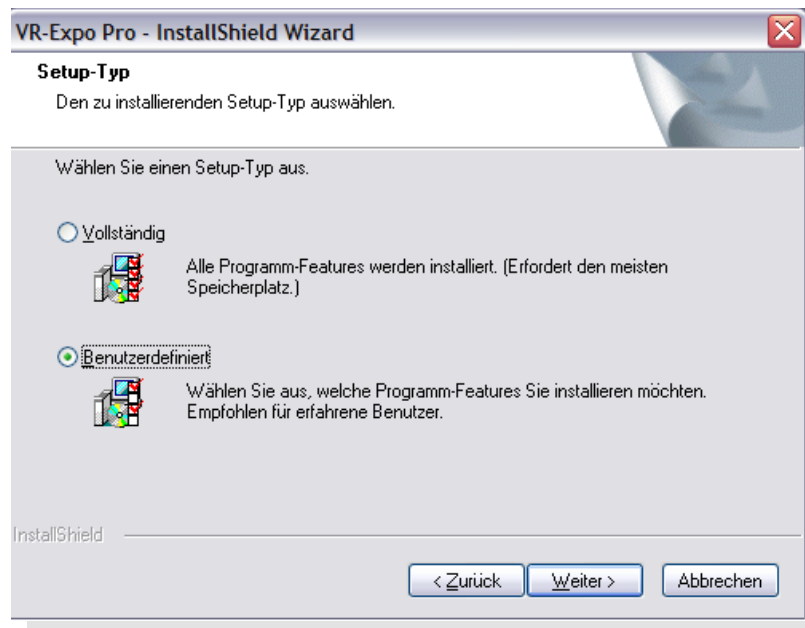 VR-Expo Pro - InstallShield Wizard
Setup-Typ
Den zu installierenden Setup-Typ auswählen.
Wählen Sie einen Setup-Typ aus.
Vollständig
Alle Programm-Features werden installiert. (Erfordert den meisten
Speicherplatz.)
Benutzerdefiniert
Wählen Sie aus, welche Programm-Features Sie installieren möchten.
Empfohlen für erfahrene Benutzer.
InstallShield
< Zurück Weiter > Abbrechen